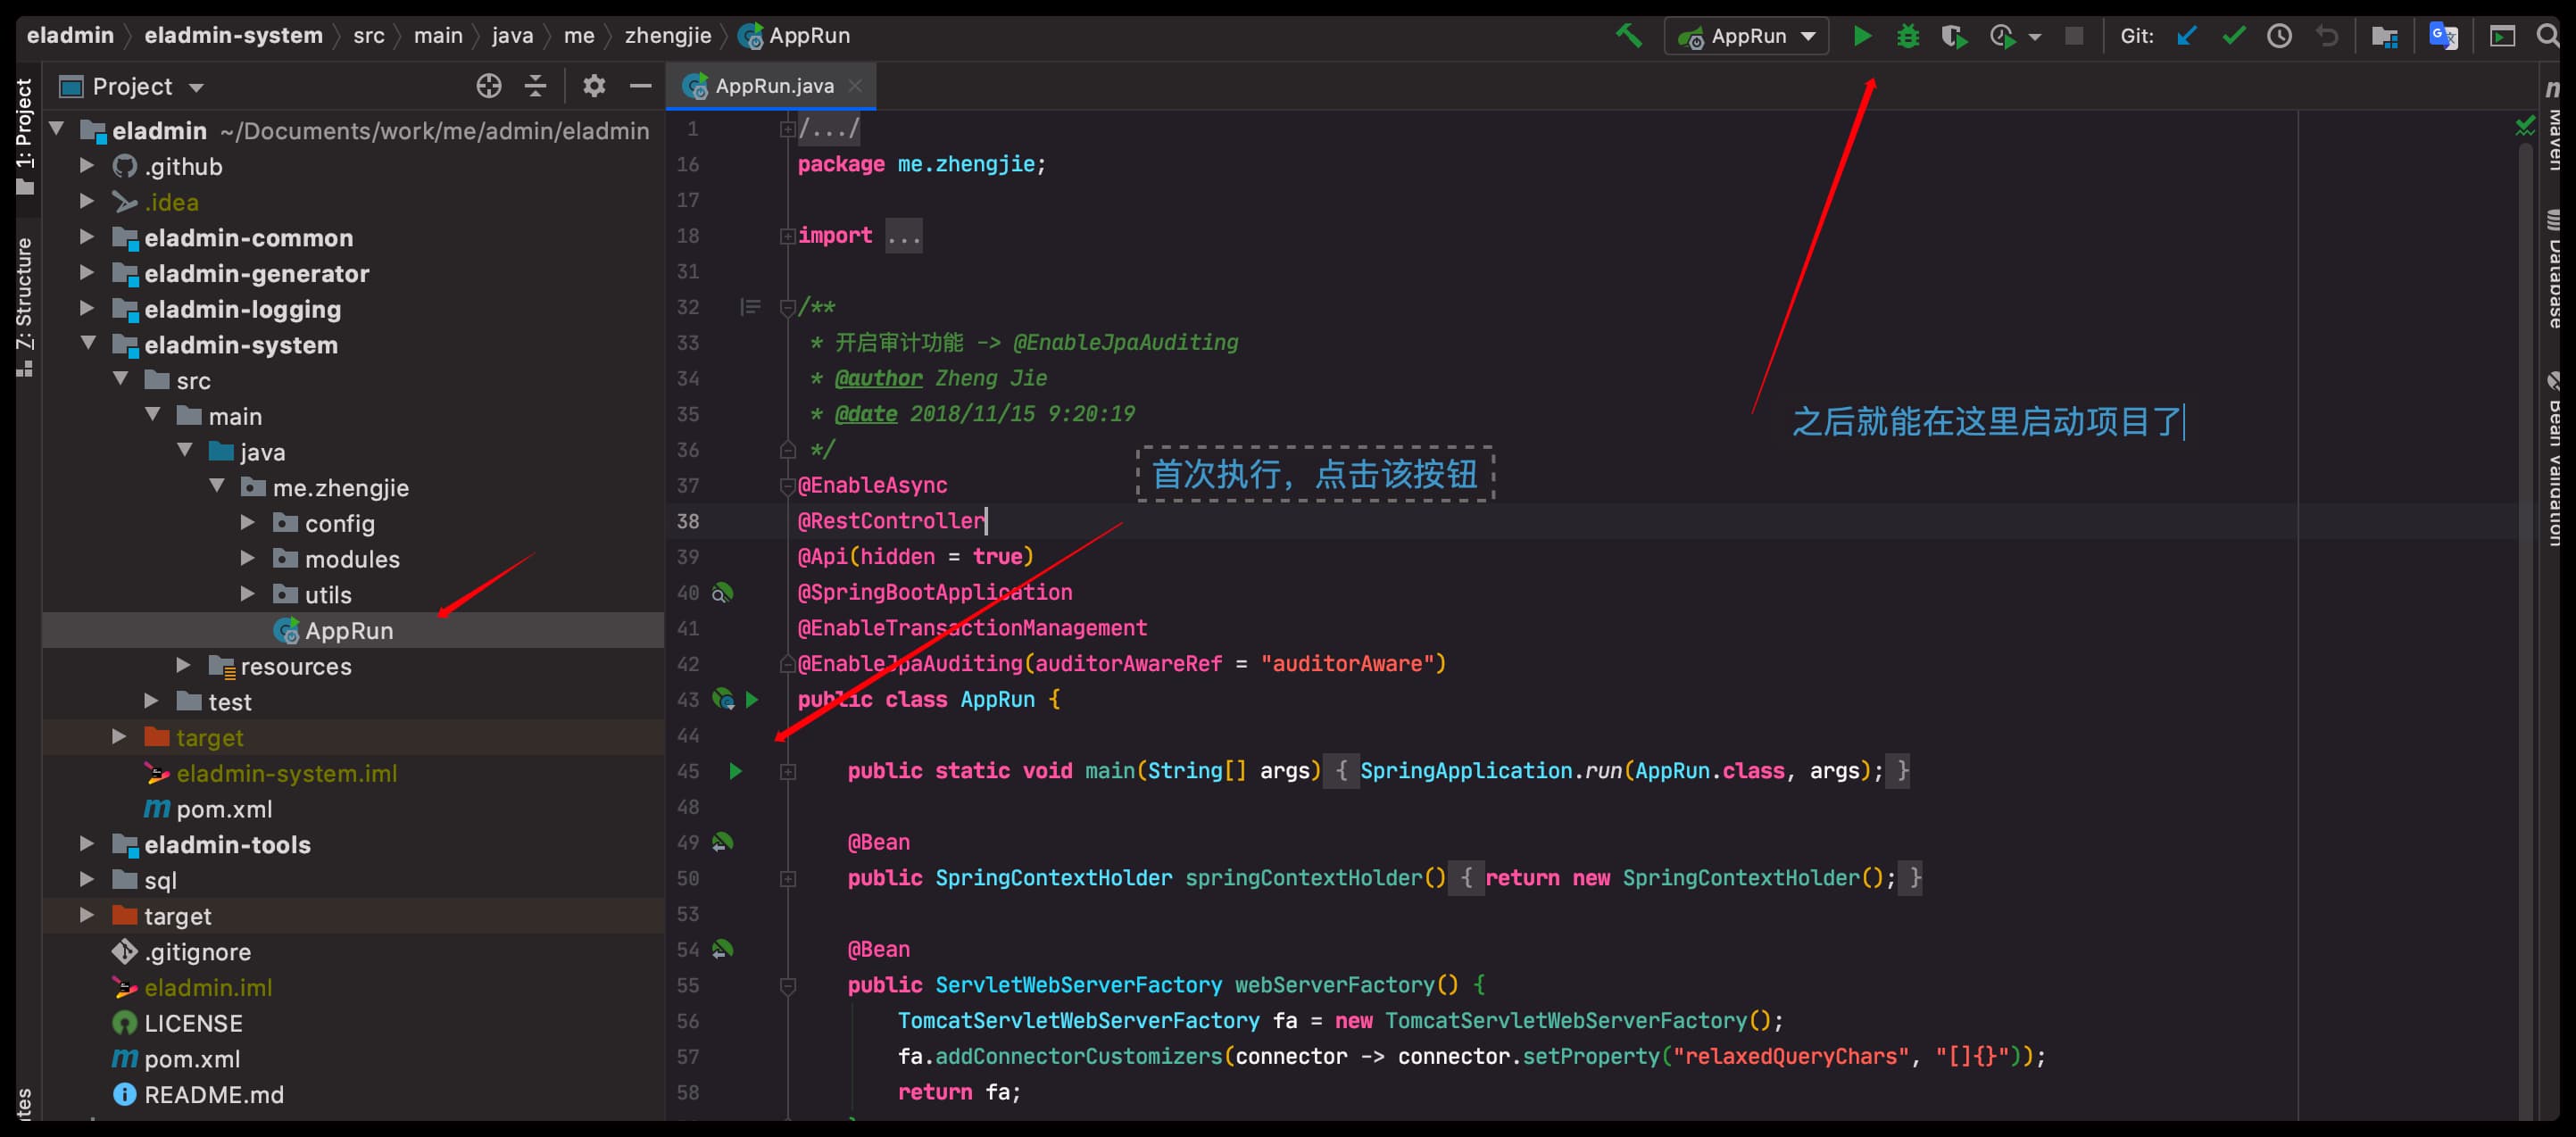 eladmin eladmin-system src main java me zhengjie AppRun
AppRun
Git:
1: Project
Z: Structure
Project
eladmin ~/Documents/work/me/admin/eladmin
.github
.idea
eladmin-common
eladmin-generator
eladmin-logging
eladmin-system
src
main
java
me.zhengjie
config
modules
utils
AppRun
resources
test
target
eladmin-system.iml
pom.xml
eladmin-tools
sql
target
.gitignore
eladmin.iml
LICENSE
pom.xml
README.md
AppRun.java
1 /.../
16 package me.zhengjie;
17
18 import ...
31
32 /**
33 * 开启审计功能 -> @EnableJpaAuditing
34 * @author Zheng Jie
35 * @date 2018/11/15 9:20:19
36 */
37 @EnableAsync
38 @RestController
39 @Api(hidden = true)
40 @SpringBootApplication
41 @EnableTransactionManagement
42 @EnableJpaAuditing(auditorAwareRef = "auditorAware")
43 public class AppRun {
44
45 public static void main(String[] args) { SpringApplication.run(AppRun.class, args); }
48
49 @Bean
50 public SpringContextHolder springContextHolder() { return new SpringContextHolder(); }
53
54 @Bean
55 public ServletWebServerFactory webServerFactory() {
56 TomcatServletWebServerFactory fa = new TomcatServletWebServerFactory();
57 fa.addConnectorCustomizers(connector -> connector.setProperty("relaxedQueryChars", "[]{}"));
58 return fa;
首次执行，点击该按钮
之后就能在这里启动项目了
Maven
Database
Bean Validation